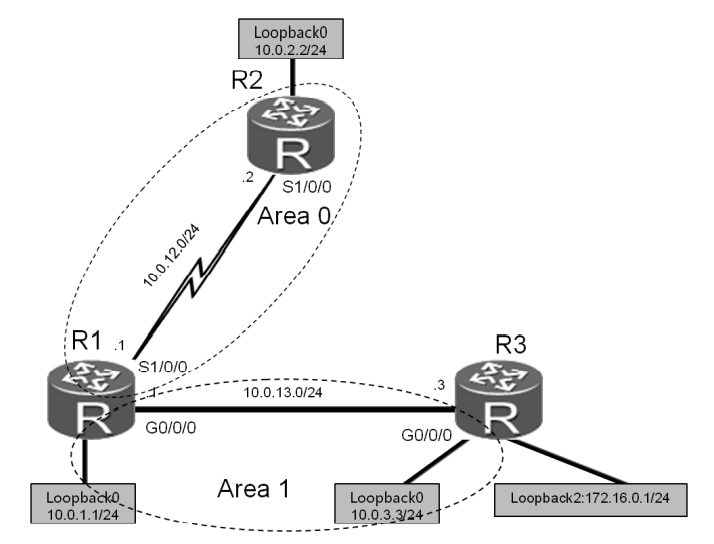 Loopback0
10.0.2.2/24
R2
R
.2
S1/0/0
Area 0
10.0.12.0/24
R1
.1
S1/0/0
R3
.1
10.0.13.0/24
.3
R
R
G0/0/0
G0/0/0
Area 1
Loopback0
10.0.1.1/24
Loopback0
10.0.3.3/24
Loopback2:172.16.0.1/24